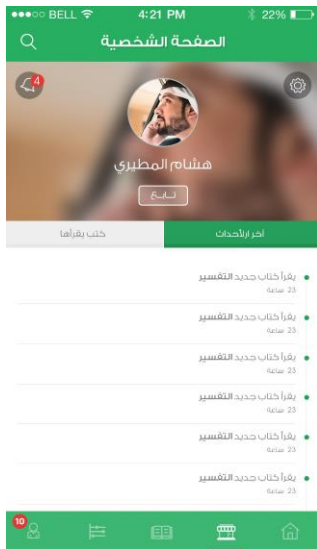 BELL 4:21 PM 22%
الصفحة الشخصية
4
هشام المطيري
تابع
آخر الأحداث
كتب يقرأها
يقرأ كتاب جديد التفسير
23 ساعة
يقرأ كتاب جديد التفسير
23 ساعة
يقرأ كتاب جديد التفسير
23 ساعة
يقرأ كتاب جديد التفسير
23 ساعة
يقرأ كتاب جديد التفسير
23 ساعة
يقرأ كتاب جديد التفسير
23 ساعة
10